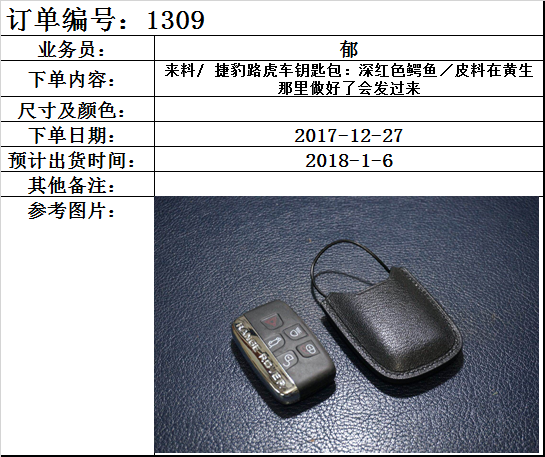 订单编号：1309
业务员：
郁
下单内容：
来料/ 捷豹路虎车钥匙包：深红色鳄鱼／皮料在黄生
那里做好了会发过来
尺寸及颜色：
下单日期：
2017-12-27
预计出货时间：
2018-1-6
其他备注：
参考图片：
RANGE ROVER